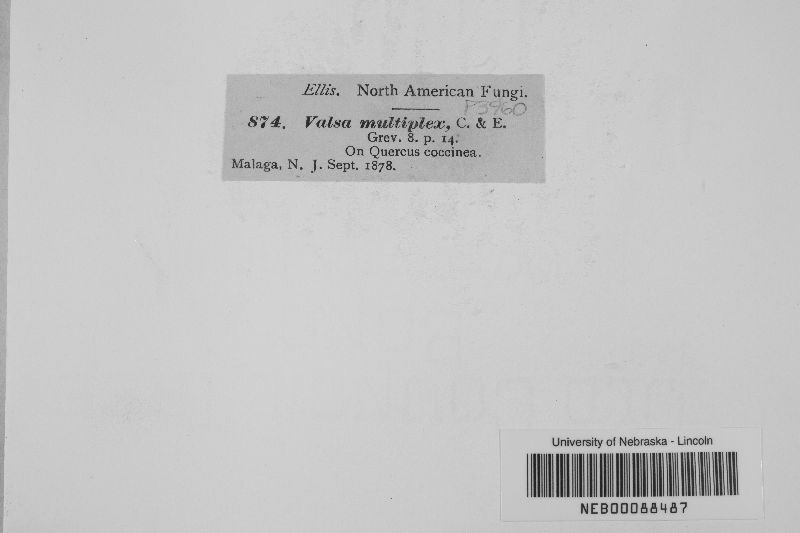 Ellis. North American Fungi.
P3960
874. Valsa multiplex, C. & E.
Grev. 8. p. 14.
On Quercus coccinea.
Malaga, N. J. Sept. 1878.
University of Nebraska - Lincoln
NEB00088487